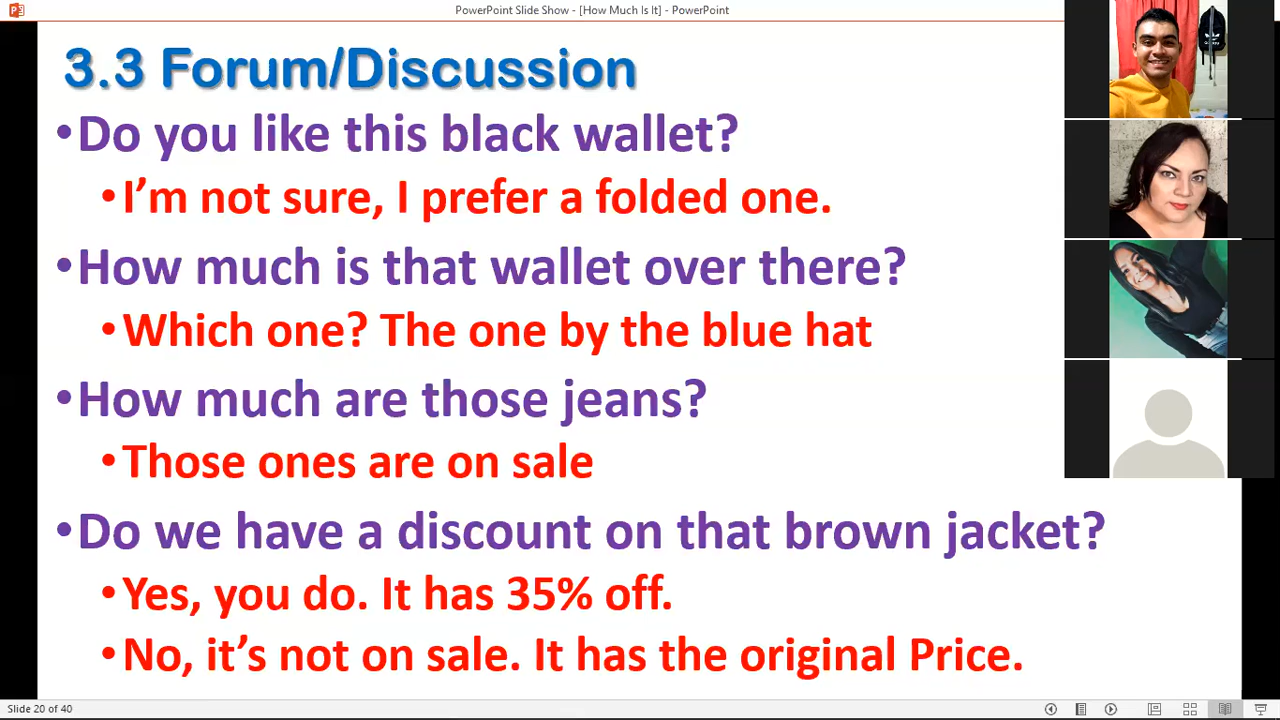 PowerPoint Slide Show - [How Much Is It] - PowerPoint
3.3 Forum/Discussion
•Do you like this black wallet?
•I’m not sure, I prefer a folded one.
•How much is that wallet over there?
•Which one? The one by the blue hat
•How much are those jeans?
•Those ones are on sale
•Do we have a discount on that brown jacket?
•Yes, you do. It has 35% off.
•No, it’s not on sale. It has the original Price.
Slide 20 of 40